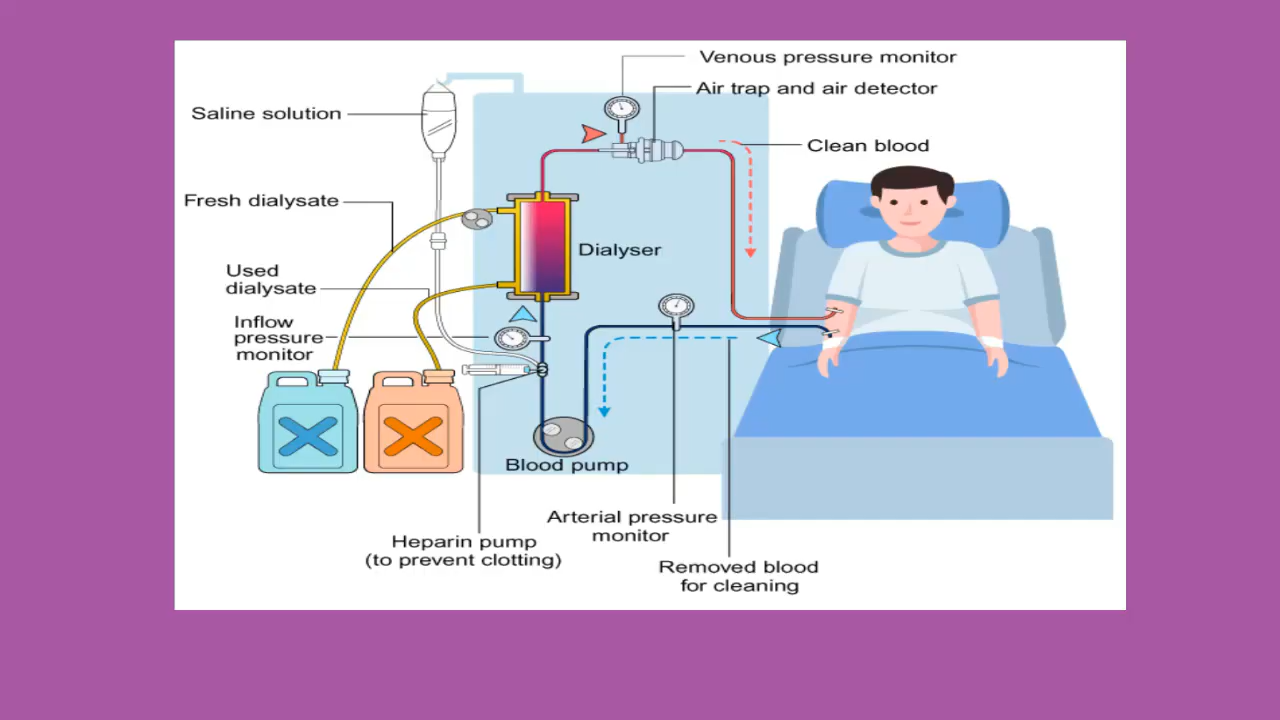 Venous pressure monitor
Air trap and air detector
Saline solution
Clean blood
Fresh dialysate
Dialyser
Used
dialysate
Inflow
pressure
monitor
Blood pump
Arterial pressure
monitor
Heparin pump
(to prevent clotting)
Removed blood
for cleaning